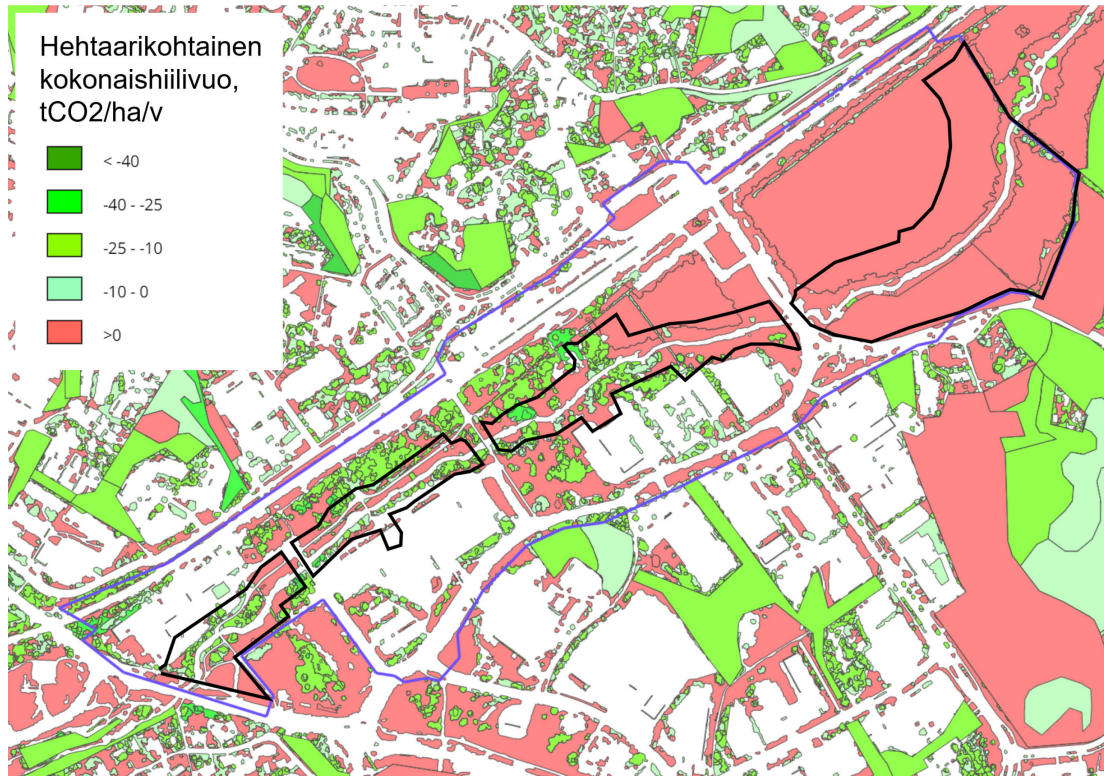 Hehtaarikohtainen
kokonaishiilivuo,
tCO2/ha/v
< -40
-40 - -25
-25 - -10
-10 - 0
>0